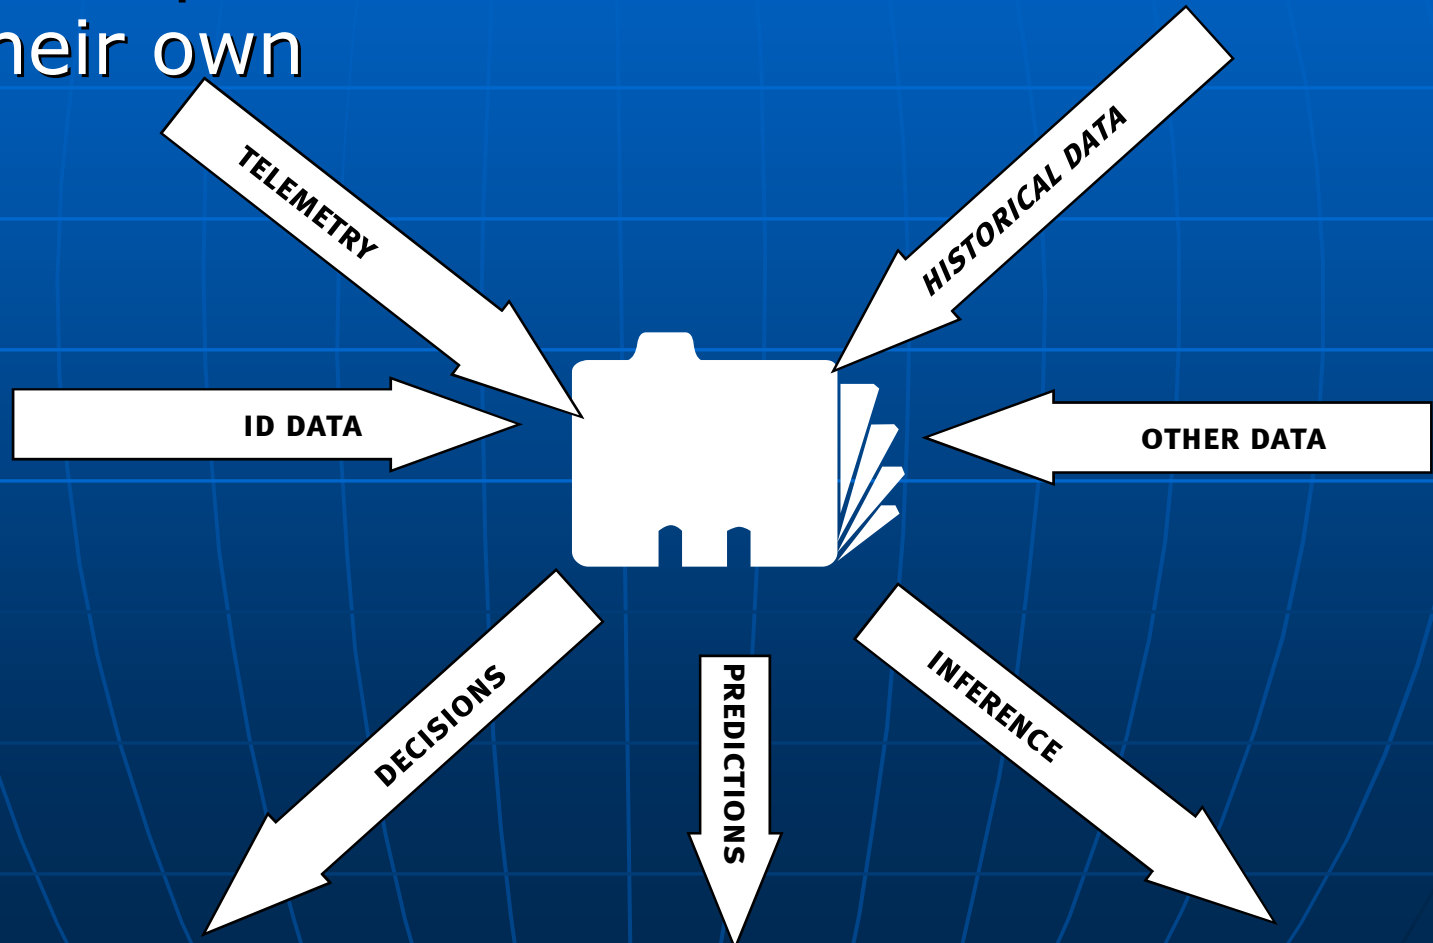 heir own
TELEMETRY
HISTORICAL DATA
ID DATA
OTHER DATA
DECISIONS
PREDICTIONS
INFERENCE